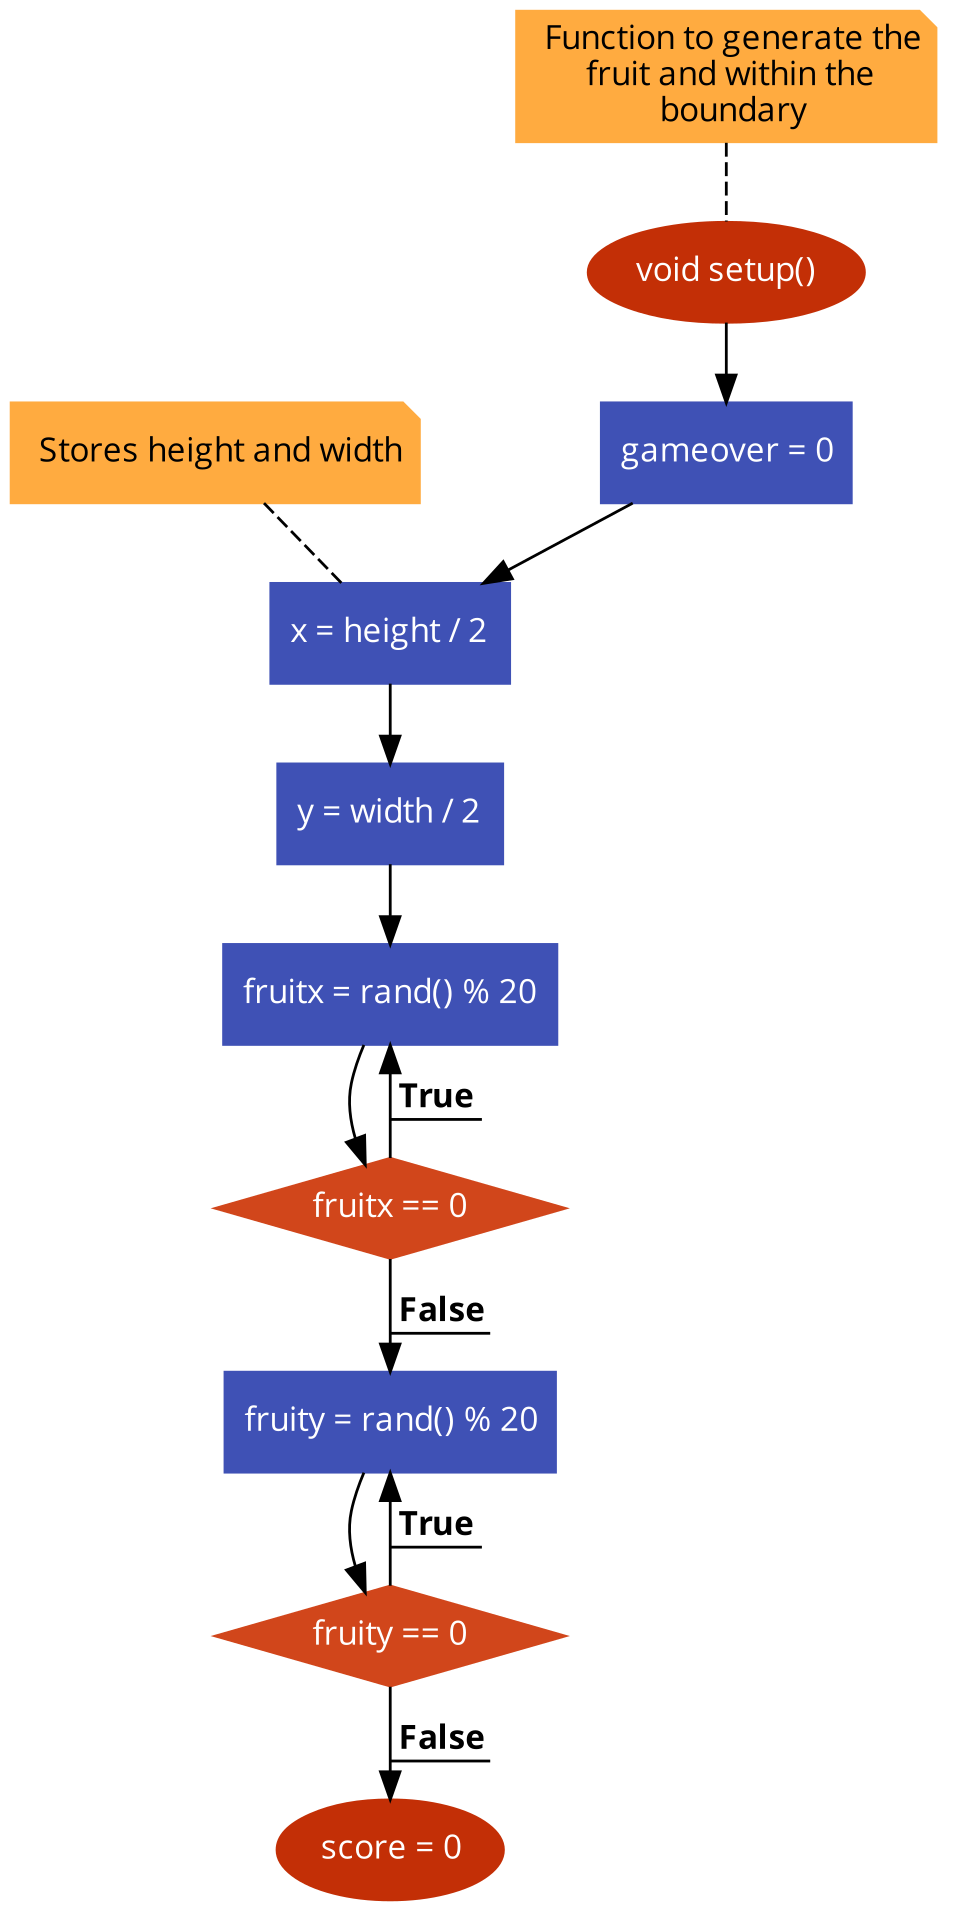 Function to generate the
fruit and within the
boundary
void setup()
Stores height and width
gameover = 0
x = height / 2
y = width / 2
fruitx = rand() % 20
True
fruitx == 0
False
fruity = rand() % 20
True
fruity == 0
False
score = 0